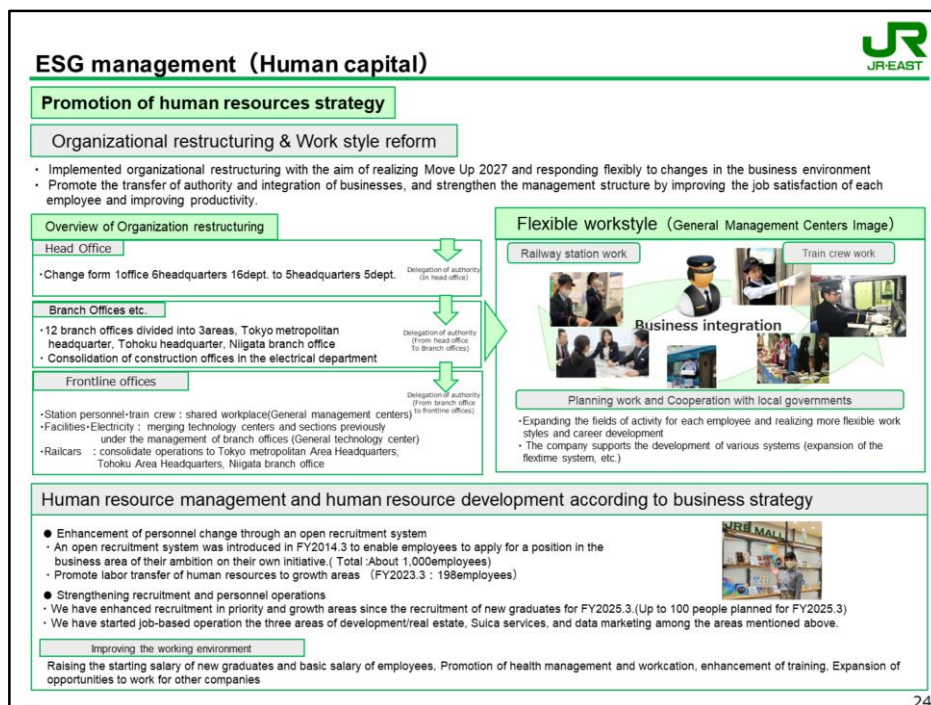 ESG management（Human capital）
JR
JR-EAST
Promotion of human resources strategy
Organizational restructuring & Work style reform
・ Implemented organizational restructuring with the aim of realizing Move Up 2027 and responding flexibly to changes in the business environment
・ Promote the transfer of authority and integration of businesses, and strengthen the management structure by improving the job satisfaction of each
employee and improving productivity.
Overview of Organization restructuring
Head Office
・Change form 1office 6headquarters 16dept. to 5headquarters 5dept.
Delegation of authority
(In head office)
Branch Offices etc.
・12 branch offices divided into 3areas, Tokyo metropolitan
headquarter, Tohoku headquarter, Niigata branch office
・ Consolidation of construction offices in the electrical department
Delegation of authority
(From head office
To Branch offices)
Frontline offices
Delegation of authority
(From branch office
to frontline offices)
・Station personnel・train crew：shared workplace(General management centers)
・Facilities・Electricity： merging technology centers and sections previously
under the management of branch offices (General technology center)
・Railcars ：consolidate operations to Tokyo metropolitan Area Headquarters,
Tohoku Area Headquarters, Niigata branch office
Flexible workstyle（General Management Centers Image）
Railway station work
Train crew work
Business integration
Planning work and Cooperation with local governments
・Expanding the fields of activity for each employee and realizing more flexible work
styles and career development
・ The company supports the development of various systems (expansion of the
flextime system, etc.)
Human resource management and human resource development according to business strategy
● Enhancement of personnel change through an open recruitment system
・ An open recruitment system was introduced in FY2014.3 to enable employees to apply for a position in the
business area of their ambition on their own initiative.( Total :About 1,000employees)
・ Promote labor transfer of human resources to growth areas （FY2023.3：198employees）
● Strengthening recruitment and personnel operations
・ We have enhanced recruitment in priority and growth areas since the recruitment of new graduates for FY2025.3.(Up to 100 people planned for FY2025.3)
・ We have started job-based operation the three areas of development/real estate, Suica services, and data marketing among the areas mentioned above.
JRE MALL
Improving the working environment
Raising the starting salary of new graduates and basic salary of employees, Promotion of health management and workcation, enhancement of training, Expansion of
opportunities to work for other companies
24